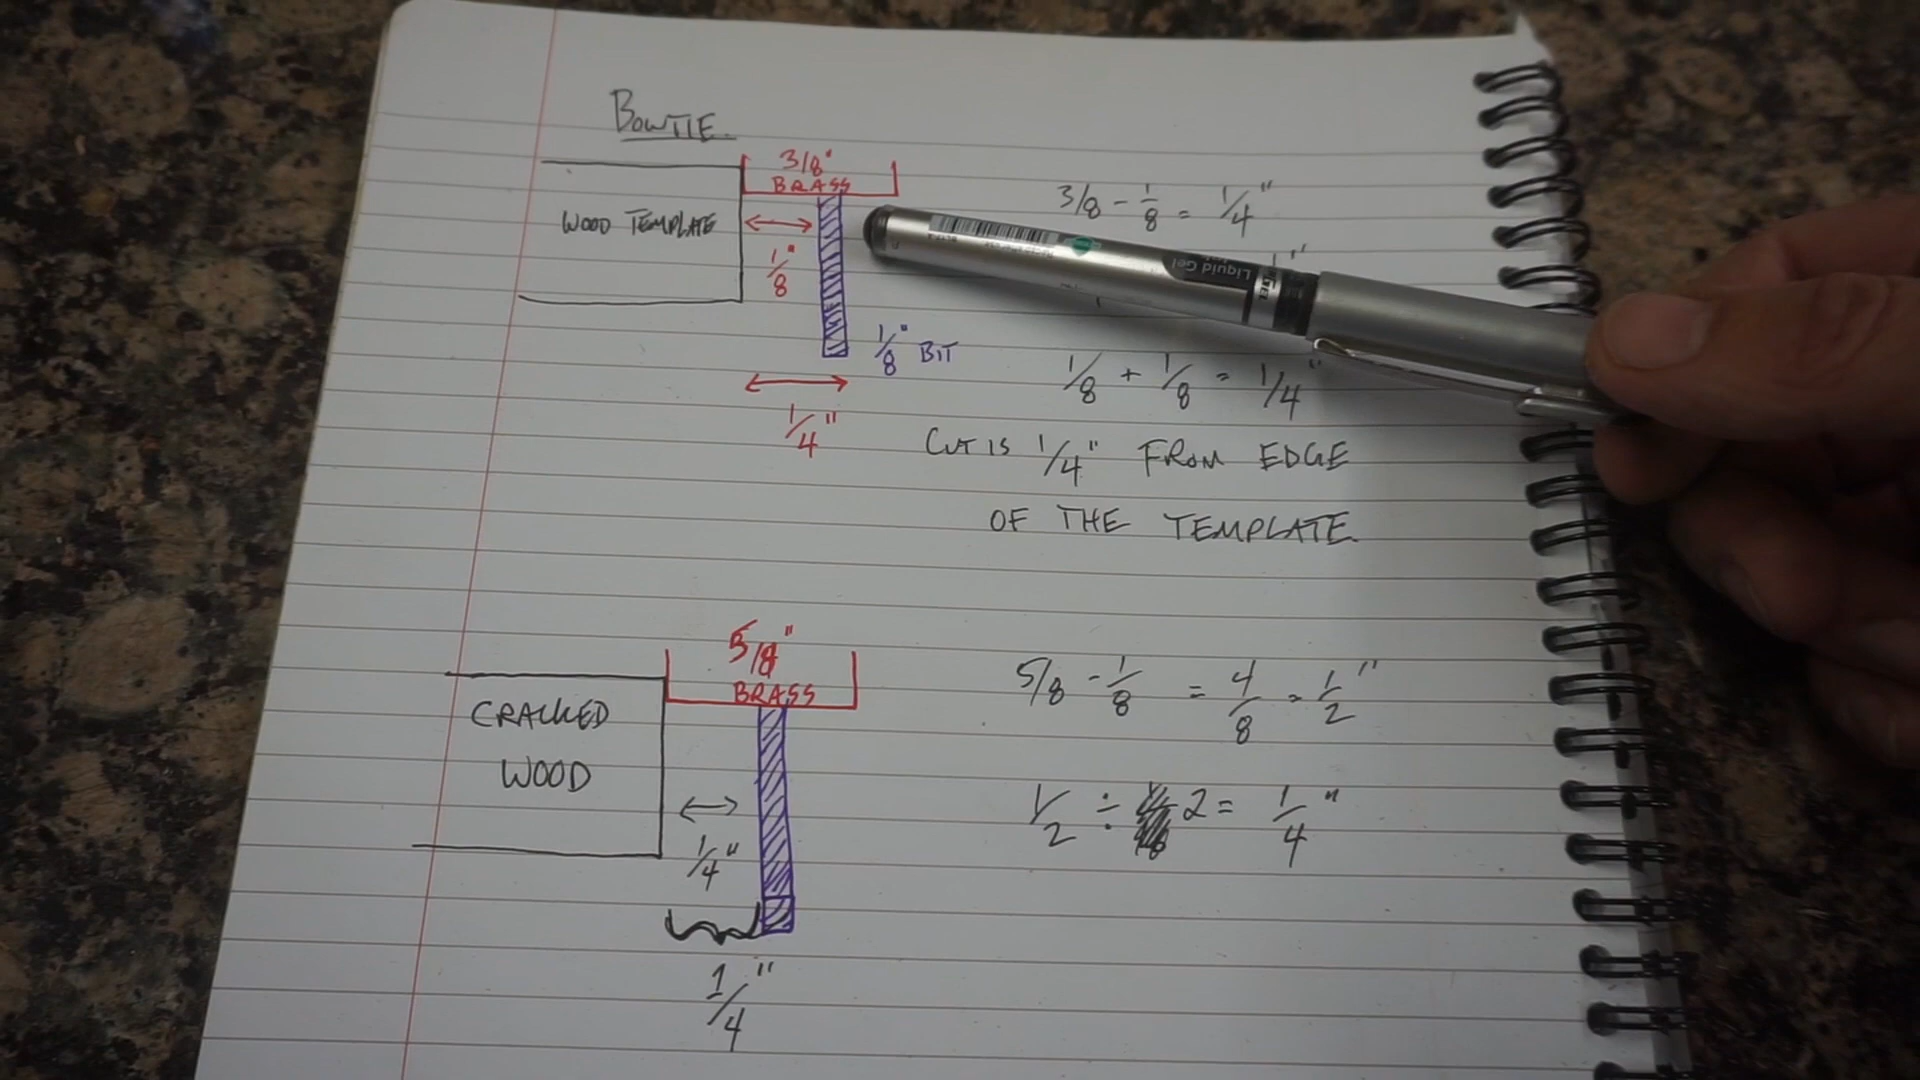 BOWTIE.
3/8"
BRASS
WOOD TEMPLATE
1/8"
1/8" BIT
1/4"
3/8 - 1/8 = 1/4"
Liquid Gel
1/8 + 1/8 = 1/4"
CUT IS 1/4" FROM EDGE
OF THE TEMPLATE.
5/8"
BRASS
CRACKED
WOOD
1/4"
1/4"
5/8 - 1/8 = 4/8 = 1/2"
1/2 ÷ 2 = 1/4"